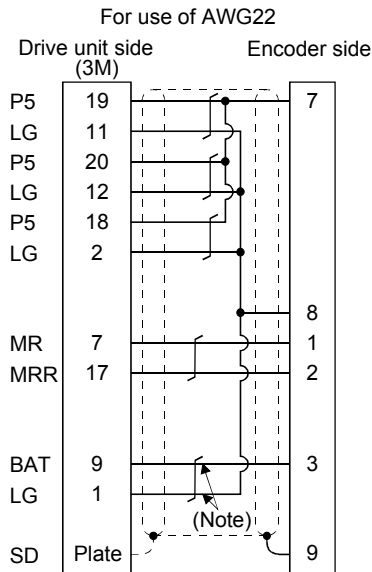 For use of AWG22
Drive unit side Encoder side
(3M)
P5 19 7
LG 11
P5 20
LG 12
P5 18
LG 2
8
MR 7 1
MRR 17 2
BAT 9 3
LG 1
(Note)
SD Plate 9